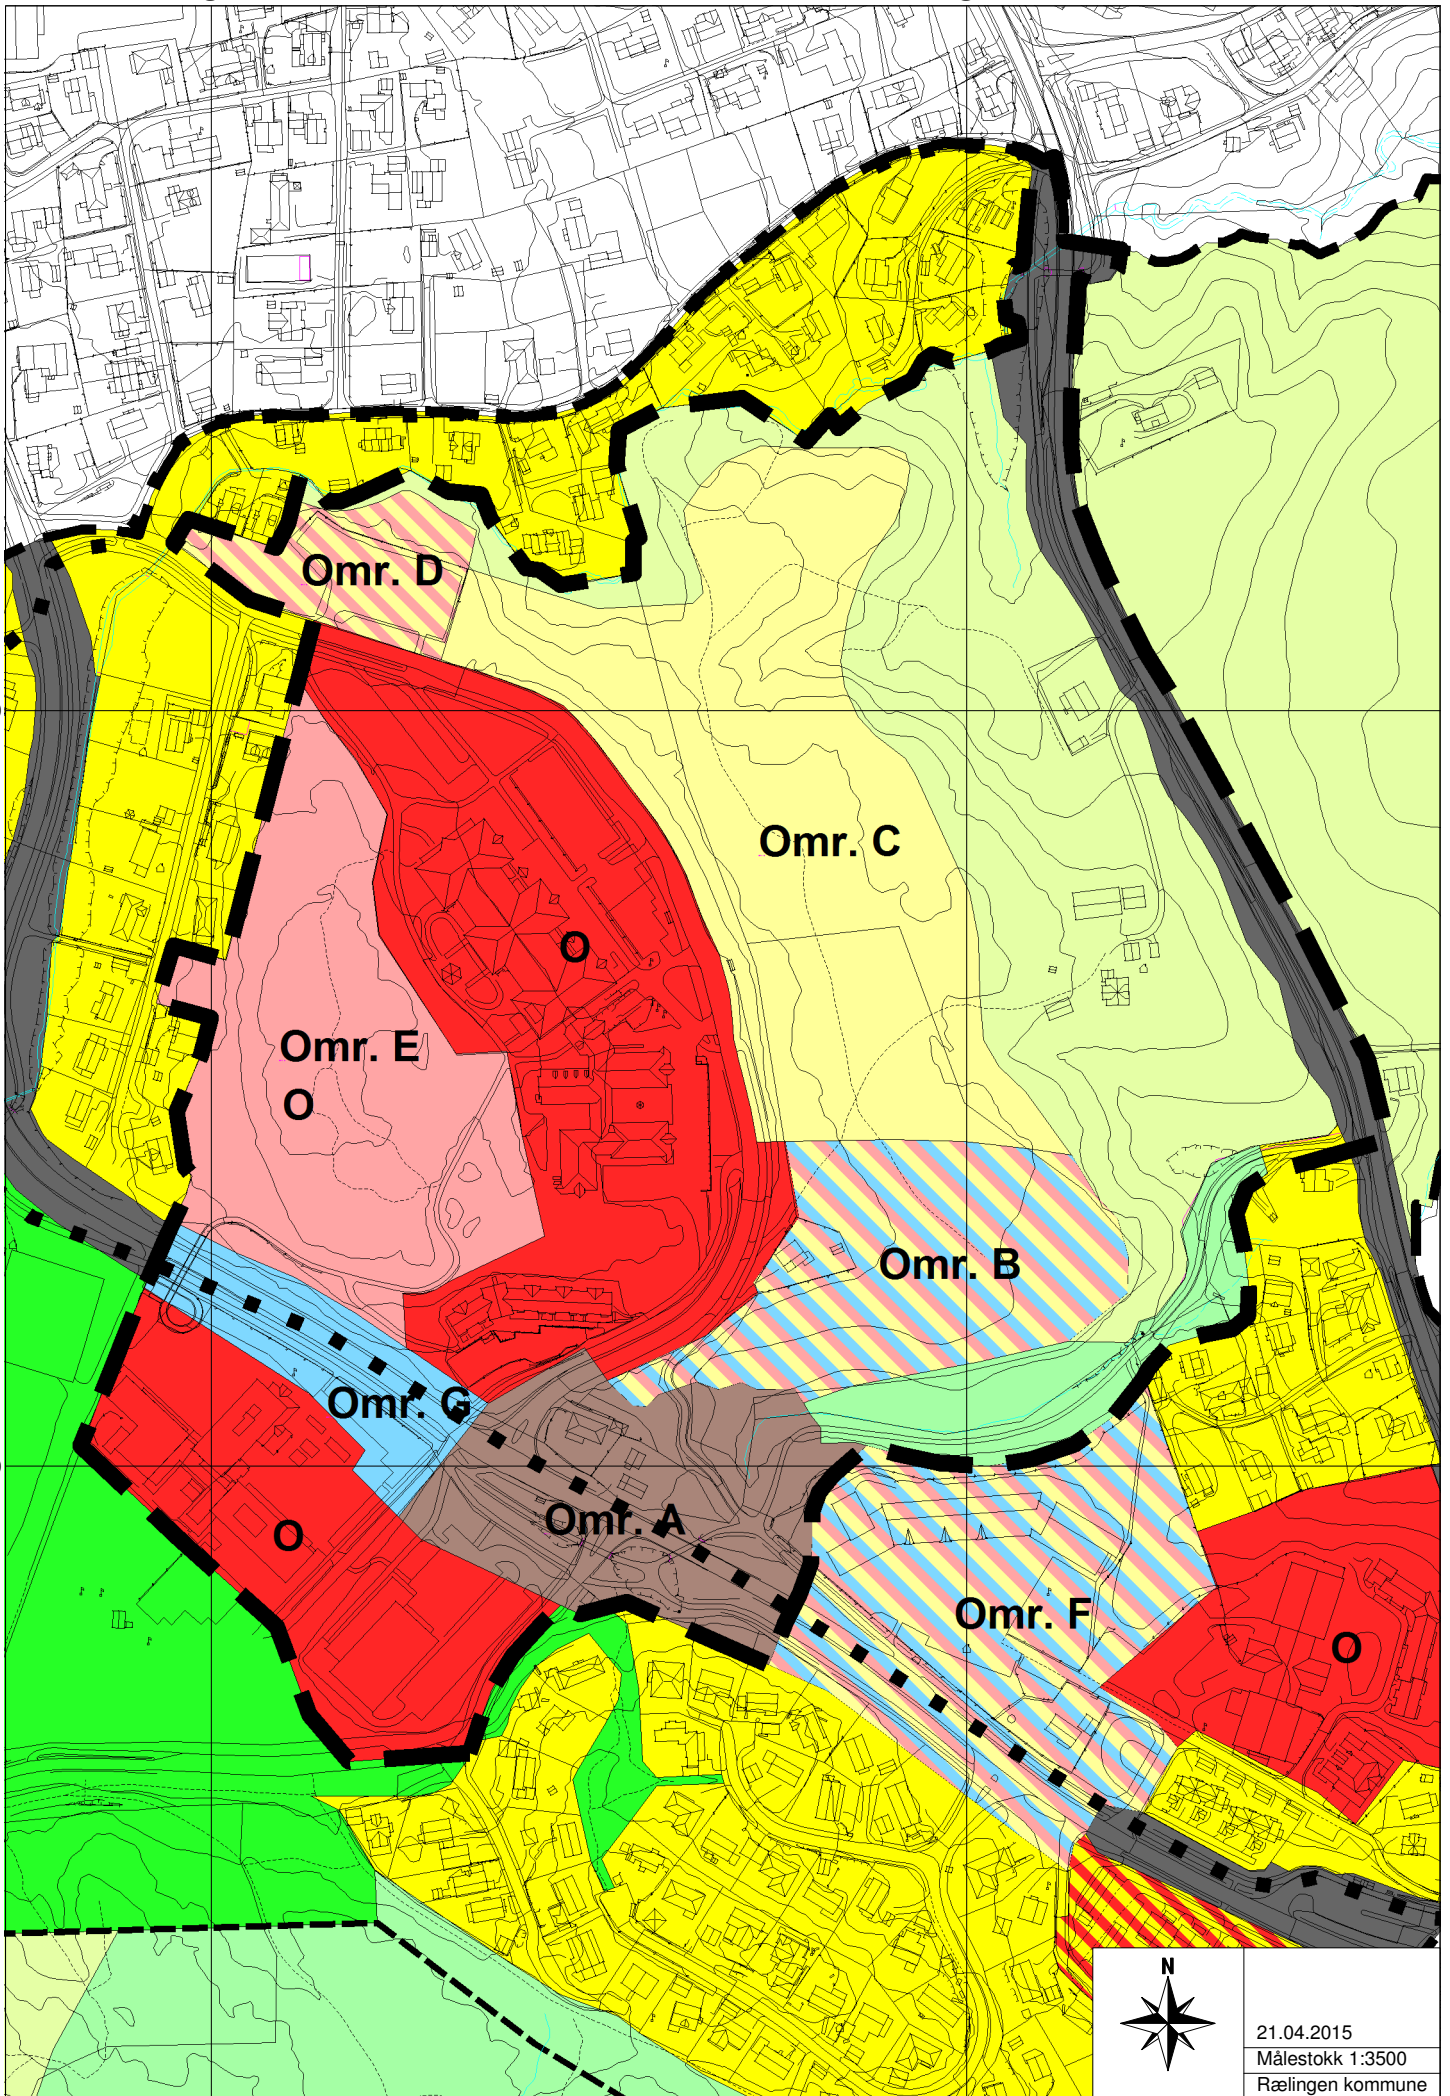 Omr. D
Omr. C
O
Omr. E
O
Omr. B
Omr. G
Omr. A
O
Omr. F
O
N
21.04.2015
Målestokk 1:3500
Rælingen kommune